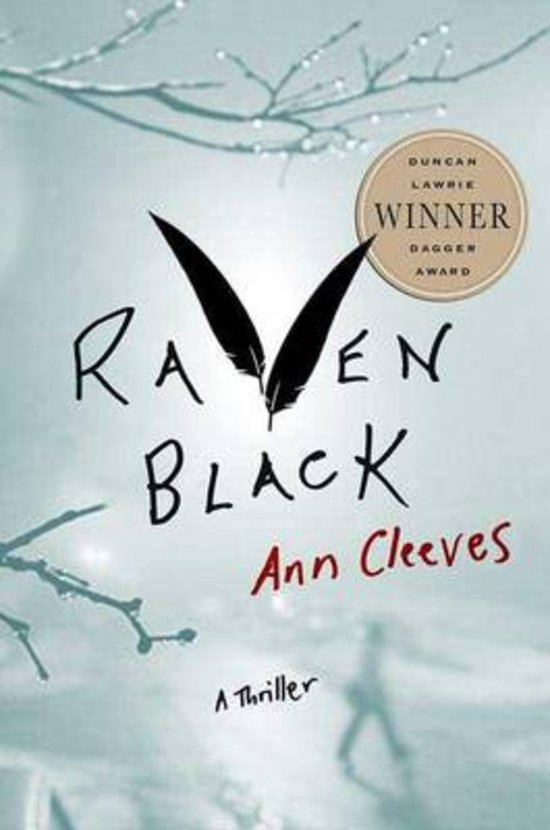 DUNCAN
LAWRIE
WINNER
DAGGER
AWARD
RAVEN
BLACK
Ann Cleeves
A Thriller